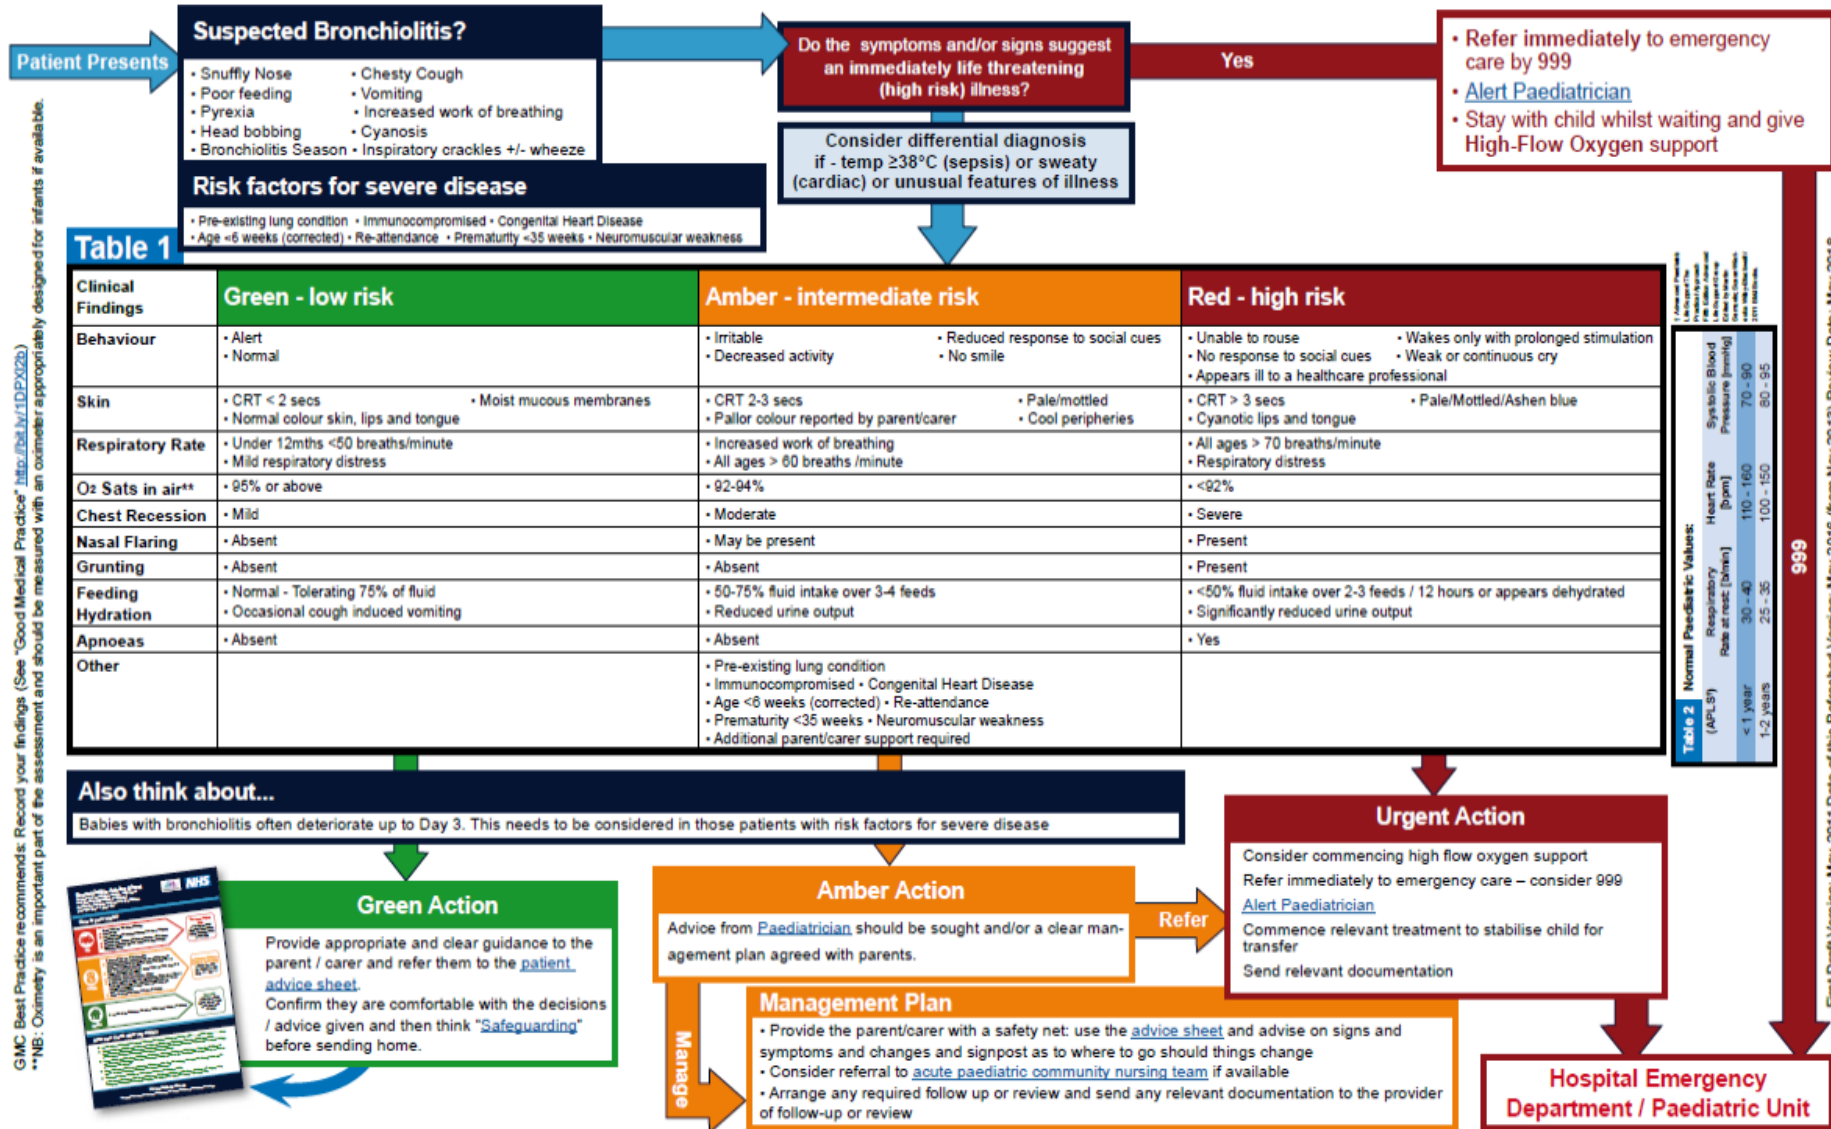 Patient Presents
Suspected Bronchiolitis?
• Snuffly Nose
• Poor feeding
• Pyrexia
• Head bobbing
• Bronchiolitis Season
• Chesty Cough
• Vomiting
• Increased work of breathing
• Cyanosis
• Inspiratory crackles +/- wheeze
Risk factors for severe disease
• Pre-existing lung condition • Immunocompromised • Congenital Heart Disease
• Age <6 weeks (corrected) • Re-attendance • Prematurity <35 weeks • Neuromuscular weakness
Do the symptoms and/or signs suggest
an immediately life threatening
(high risk) illness?
Yes
• Refer immediately to emergency
care by 999
• Alert Paediatrician
• Stay with child whilst waiting and give
High-Flow Oxygen support
Consider differential diagnosis
if - temp ≥38°C (sepsis) or sweaty
(cardiac) or unusual features of illness
999
Table 1
Clinical
Findings
Green - low risk
Amber - intermediate risk
Red - high risk
Behaviour
• Alert
• Normal
• Irritable
• Reduced response to social cues
• Decreased activity
• No smile
• Unable to rouse
• Wakes only with prolonged stimulation
• No response to social cues
• Weak or continuous cry
• Appears ill to a healthcare professional
Skin
• CRT < 2 secs
• Moist mucous membranes
• Normal colour skin, lips and tongue
• CRT 2-3 secs
• Pale/mottled
• Pallor colour reported by parent/carer
• Cool peripheries
• CRT > 3 secs
• Pale/Mottled/Ashen blue
• Cyanotic lips and tongue
Respiratory Rate
• Under 12mths <50 breaths/minute
• Mild respiratory distress
• Increased work of breathing
• All ages > 60 breaths /minute
• All ages > 70 breaths/minute
• Respiratory distress
O2 Sats in air**
• 95% or above
• 92-94%
• <92%
Chest Recession
• Mild
• Moderate
• Severe
Nasal Flaring
• Absent
• May be present
• Present
Grunting
• Absent
• Absent
• Present
Feeding
Hydration
• Normal - Tolerating 75% of fluid
• Occasional cough induced vomiting
• 50-75% fluid intake over 3-4 feeds
• Reduced urine output
• <50% fluid intake over 2-3 feeds / 12 hours or appears dehydrated
• Significantly reduced urine output
Apnoeas
• Absent
• Absent
• Yes
Other
• Pre-existing lung condition
• Immunocompromised • Congenital Heart Disease
• Age <6 weeks (corrected) • Re-attendance
• Prematurity <35 weeks • Neuromuscular weakness
• Additional parent/carer support required
Table 2 Normal Paediatric Values:
(APLS†)
Respiratory
Rate at rest: [b/min]
Heart Rate
[bpm]
Systolic Blood
Pressure [mmHg]
< 1 year 30 - 40 110 - 160 70 - 90
1-2 years 25 - 35 100 - 150 80 - 95
Also think about...
Babies with bronchiolitis often deteriorate up to Day 3. This needs to be considered in those patients with risk factors for severe disease
Green Action
Provide appropriate and clear guidance to the
parent / carer and refer them to the patient
advice sheet.
Confirm they are comfortable with the decisions
/ advice given and then think "Safeguarding"
before sending home.
NHS
Amber Action
Advice from Paediatrician should be sought and/or a clear man-
agement plan agreed with parents.
Refer
Manage
Management Plan
• Provide the parent/carer with a safety net: use the advice sheet and advise on signs and
symptoms and changes and signpost as to where to go should things change
• Consider referral to acute paediatric community nursing team if available
• Arrange any required follow up or review and send any relevant documentation to the provider
of follow-up or review
Urgent Action
Consider commencing high flow oxygen support
Refer immediately to emergency care – consider 999
Alert Paediatrician
Commence relevant treatment to stabilise child for
transfer
Send relevant documentation
Hospital Emergency
Department / Paediatric Unit
GMC Best Practice recommends: Record your findings (See "Good Medical Practice" http://bit.ly/1DPXl2b)
**NB: Oximetry is an important part of the assessment and should be measured with an oximeter appropriately designed for infants if available.